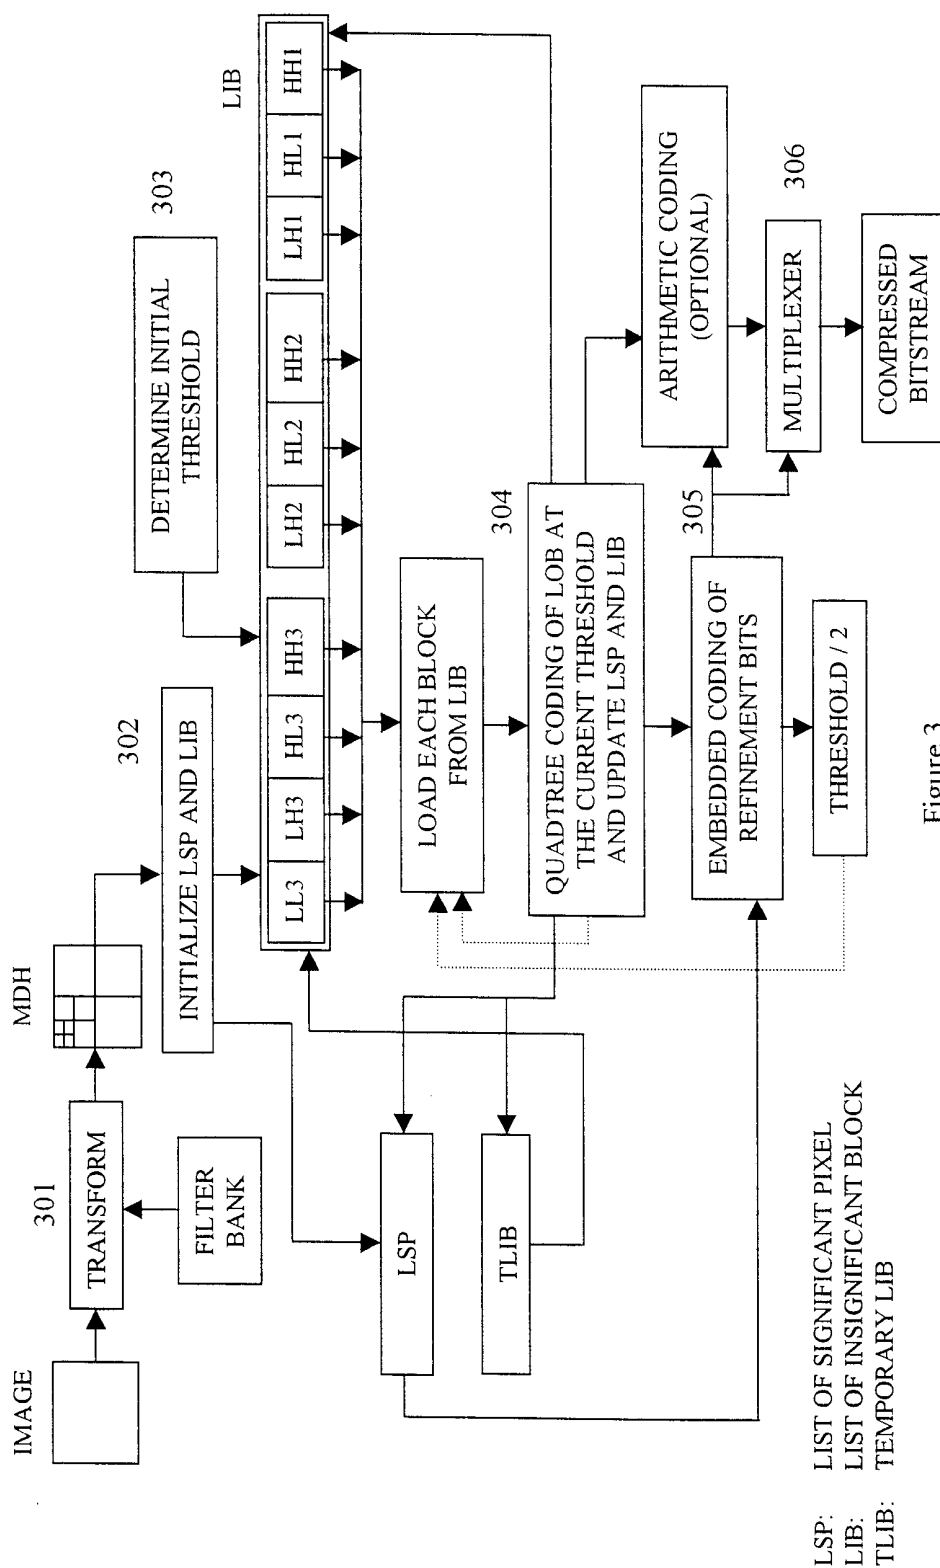 IMAGE
301
TRANSFORM
FILTER
BANK
MDH
302
INITIALIZE LSP AND LIB
303
DETERMINE INITIAL
THRESHOLD
LIB
LL3
LH3
HL3
HH3
LH2
HL2
HH2
LH1
HL1
HH1
LOAD EACH BLOCK
FROM LIB
304
QUADTREE CODING OF LOB AT
THE CURRENT THRESHOLD
AND UPDATE LSP AND LIB
LSP
TLIB
305
EMBEDDED CODING OF
REFINEMENT BITS
THRESHOLD / 2
ARITHMETIC CODING
(OPTIONAL)
306
MULTIPLEXER
COMPRESSED
BITSTREAM
LSP: LIST OF SIGNIFICANT PIXEL
LIB: LIST OF INSIGNIFICANT BLOCK
TLIB: TEMPORARY LIB
Figure 3